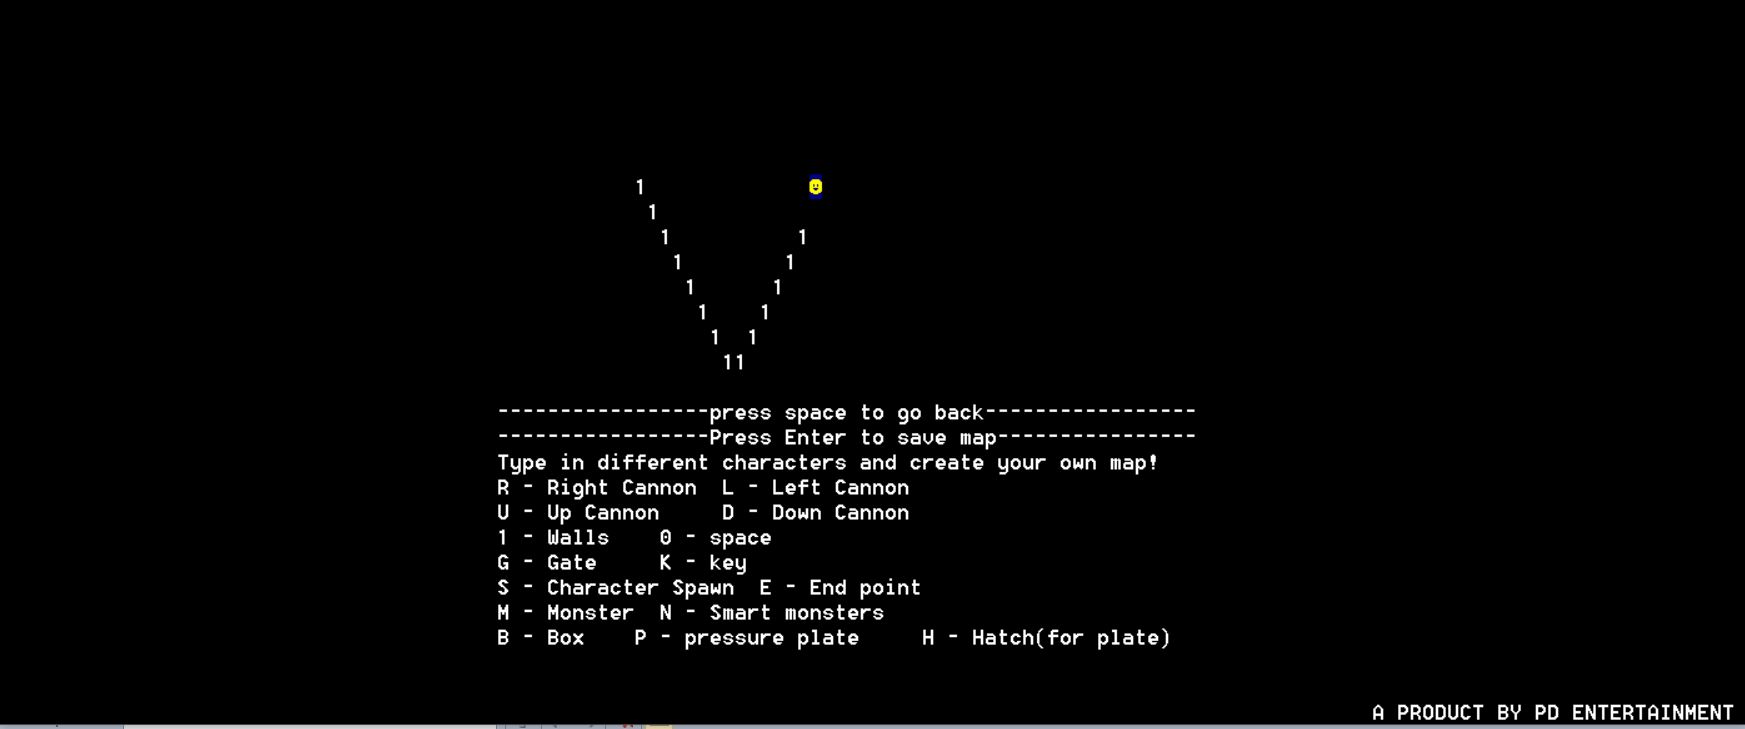 1
1
1 1
1 1
1 1
1 1
1 1
11
-----------------press space to go back-----------------
-----------------Press Enter to save map----------------
Type in different characters and create your own map!
R - Right Cannon  L - Left Cannon
U - Up Cannon     D - Down Cannon
1 - Walls    0 - space
G - Gate     K - key
S - Character Spawn  E - End point
M - Monster  N - Smart monsters
B - Box    P - pressure plate     H - Hatch(for plate)
A PRODUCT BY PD ENTERTAINMENT